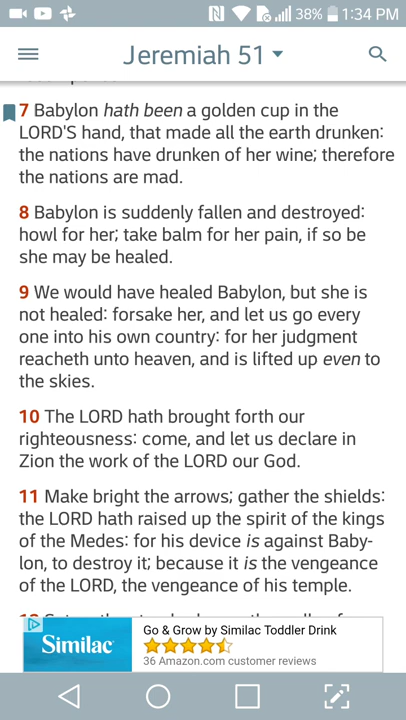 38% 1:34 PM
Jeremiah 51
7 Babylon hath been a golden cup in the
LORD'S hand, that made all the earth drunken:
the nations have drunken of her wine; therefore
the nations are mad.
8 Babylon is suddenly fallen and destroyed:
howl for her; take balm for her pain, if so be
she may be healed.
9 We would have healed Babylon, but she is
not healed: forsake her, and let us go every
one into his own country: for her judgment
reacheth unto heaven, and is lifted up even to
the skies.
10 The LORD hath brought forth our
righteousness: come, and let us declare in
Zion the work of the LORD our God.
11 Make bright the arrows; gather the shields:
the LORD hath raised up the spirit of the kings
of the Medes: for his device is against Baby-
lon, to destroy it; because it is the vengeance
of the LORD, the vengeance of his temple.
Similac
Go & Grow by Similac Toddler Drink
36 Amazon.com customer reviews